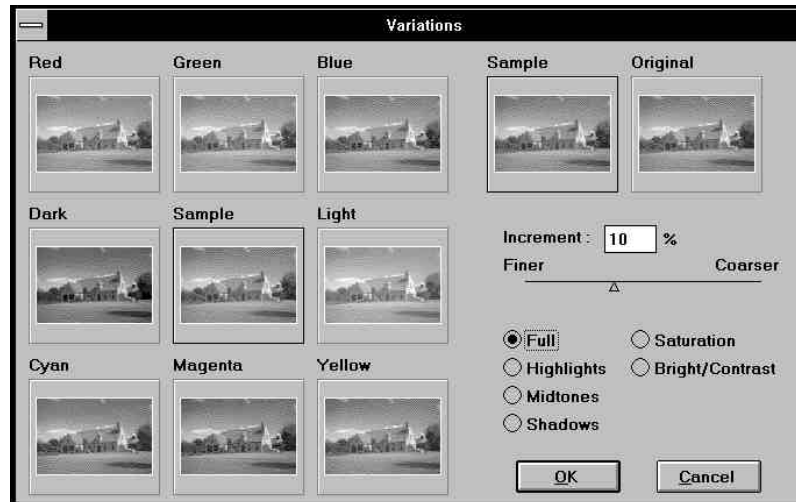 Variations
Red Green Blue Sample Original
Dark Sample Light
Increment : 10 %
Finer Coarser
Full Saturation
Cyan Magenta Yellow
Highlights Bright/Contrast
Midtones
Shadows
OK Cancel